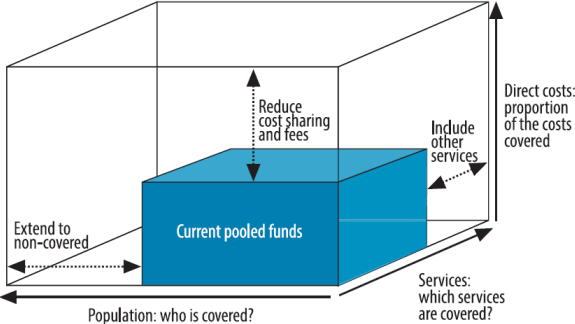 Direct costs:
proportion
of the costs
covered
Reduce
cost sharing
and fees
Include
other
services
Extend to
non-covered
Current pooled funds
Services:
which services
are covered?
Population: who is covered?